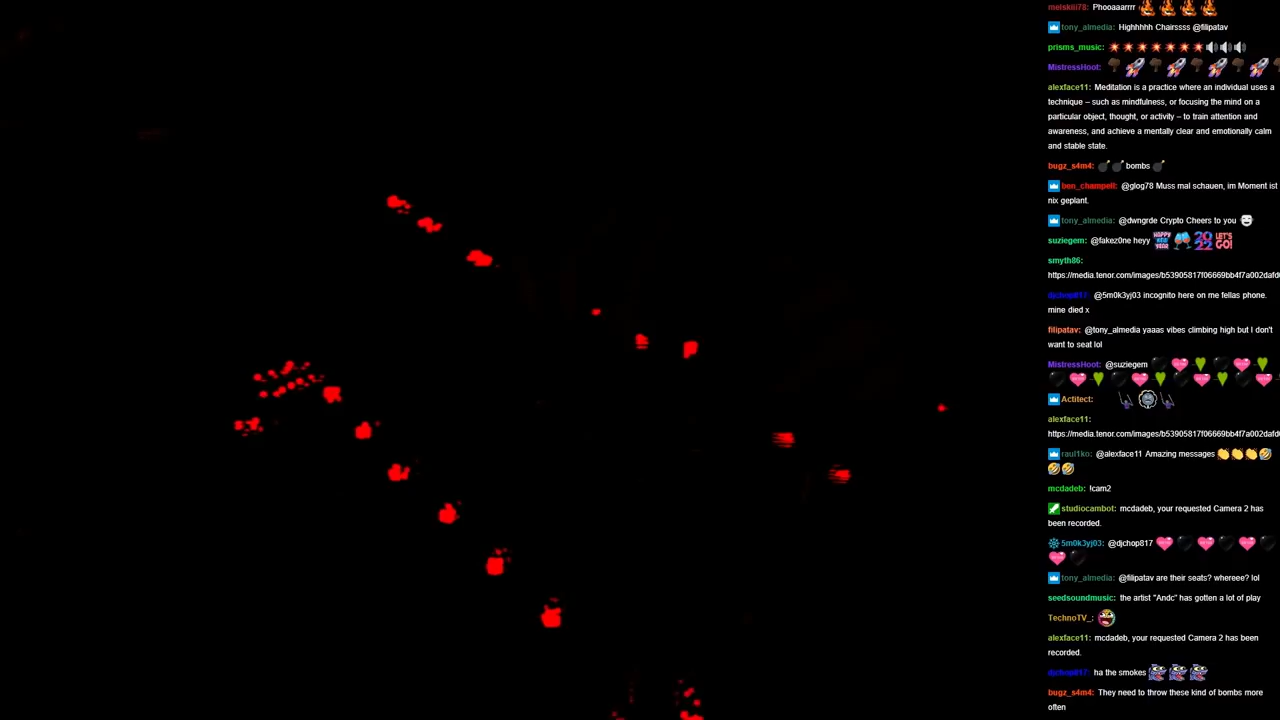 melskiii78: Phooaaarrrr
tony_almedia: Highhhhh Chairssss @filipatav
prisms_music:
MistressHoot:
alexface11: Meditation is a practice where an individual uses a
technique – such as mindfulness, or focusing the mind on a
particular object, thought, or activity – to train attention and
awareness, and achieve a mentally clear and emotionally calm
and stable state.
bugz_s4m4: bombs
ben_champell: @glog78 Muss mal schauen, im Moment ist
nix geplant.
tony_almedia: @dwngrde Crypto Cheers to you
suziegem: @fakez0ne heyy HAPPY NEW YEAR 2022 LET'S GO!
smyth86:
https://media.tenor.com/images/b53905817f06669bb4f7a002dafd
djchop817: @5m0k3yj03 incognito here on me fellas phone.
mine died x
filipatav: @tony_almedia yaaas vibes climbing high but I don't
want to seat lol
MistressHoot: @suziegem
Actitect:
alexface11:
https://media.tenor.com/images/b53905817f06669bb4f7a002dafd
raul1ko: @alexface11 Amazing messages
mcdadeb: !cam2
studiocambot: mcdadeb, your requested Camera 2 has
been recorded.
5m0k3yj03: @djchop817
tony_almedia: @filipatav are their seats? whereee? lol
seedsoundmusic: the artist "Andc" has gotten a lot of play
TechnoTV_:
alexface11: mcdadeb, your requested Camera 2 has been
recorded.
djchop817: ha the smokes
bugz_s4m4: They need to throw these kind of bombs more
often